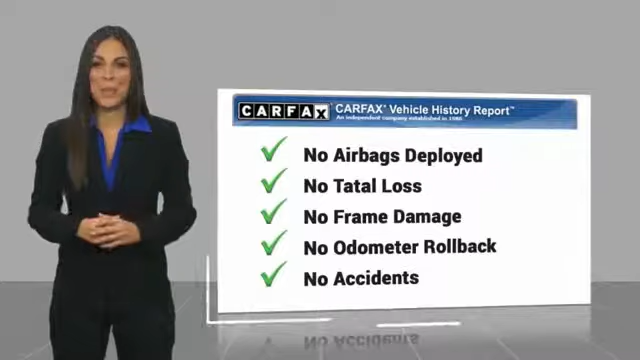 CARFAX CARFAX® Vehicle History Report™
An independent company established in 1986
No Airbags Deployed
No Tatal Loss
No Frame Damage
No Odometer Rollback
No Accidents